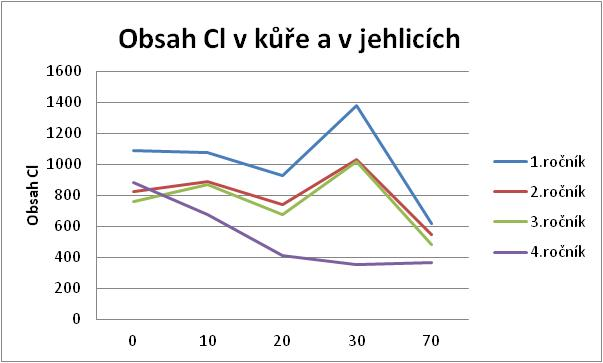 Obsah Cl v kůře a v jehlicích
1600
1400
1200
1000
800
600
400
200
0
Obsah Cl
0 10 20 30 70
1.ročník
2.ročník
3.ročník
4.ročník